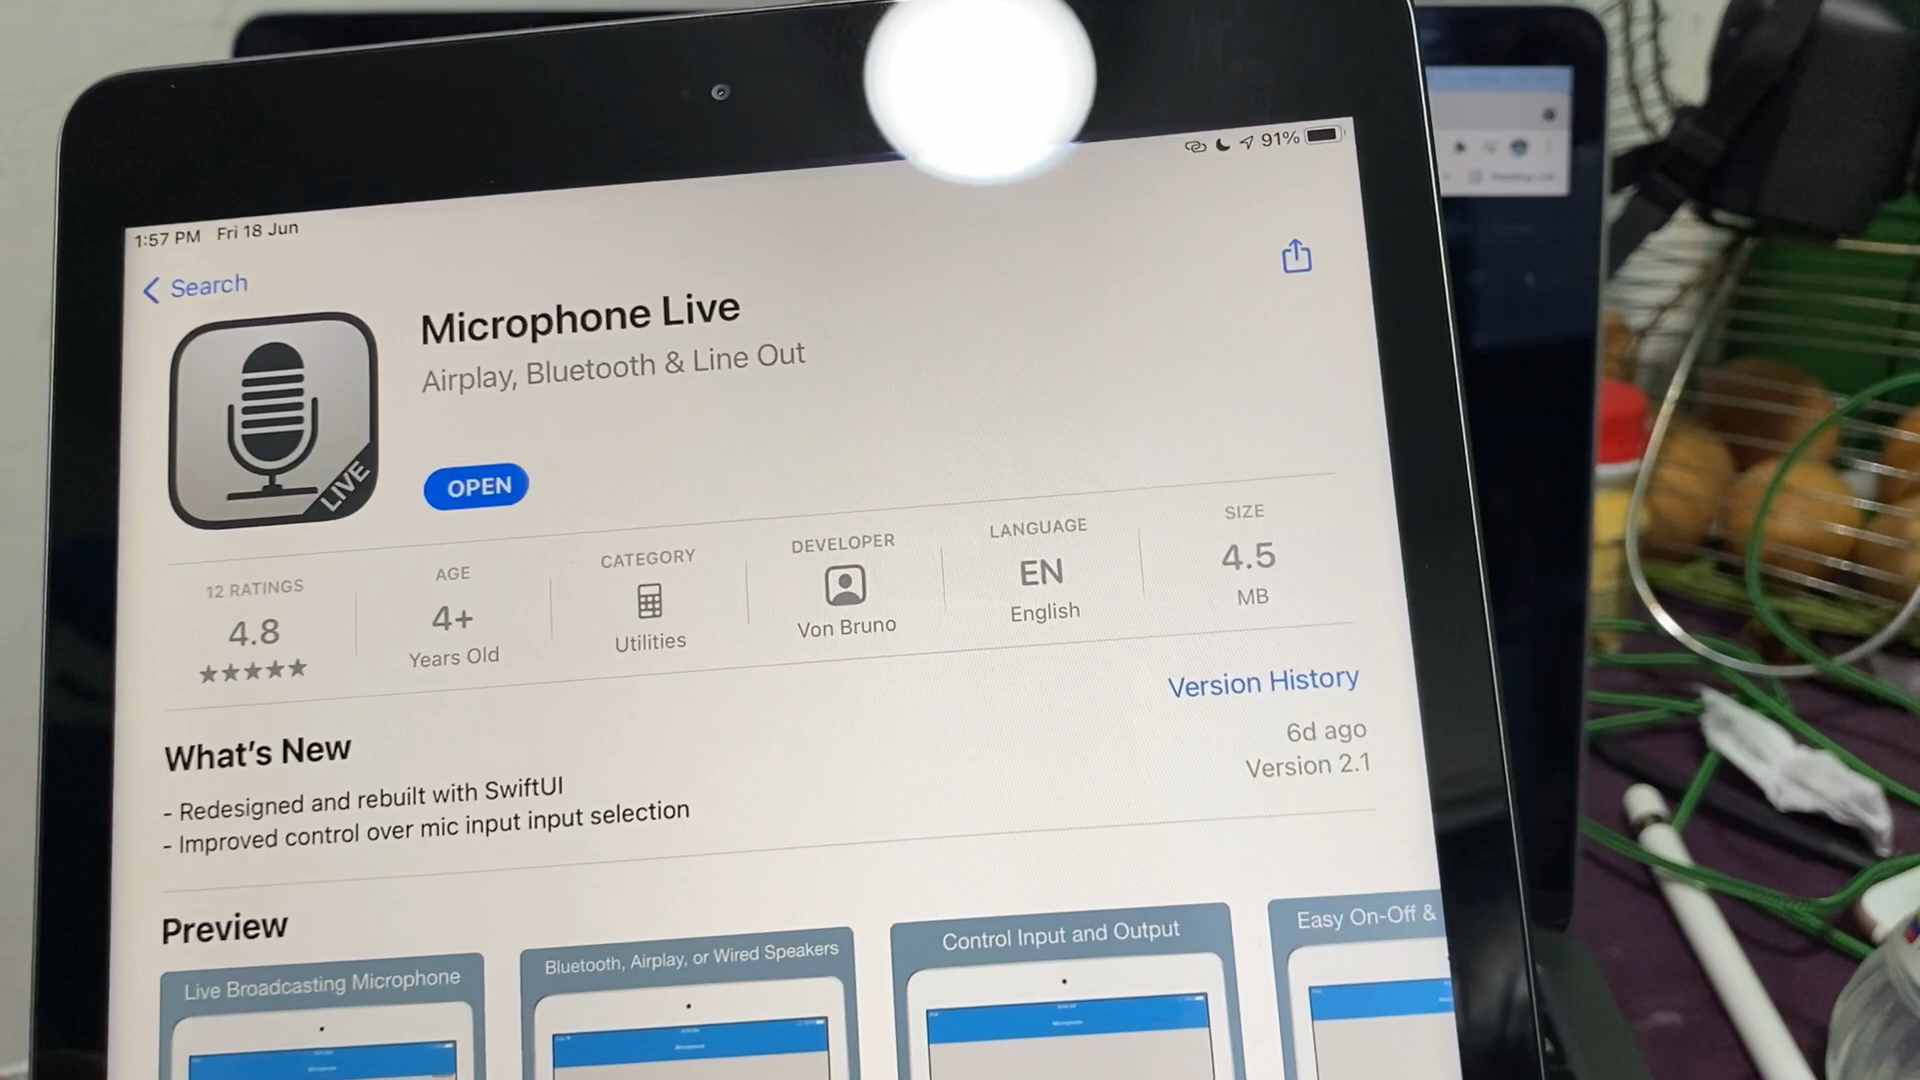 1:57 PM Fri 18 Jun
91%
Search
Microphone Live
Airplay, Bluetooth & Line Out
LIVE
OPEN
12 RATINGS
4.8
AGE
4+
Years Old
CATEGORY
Utilities
DEVELOPER
Von Bruno
LANGUAGE
EN
English
SIZE
4.5
MB
What's New
Version History
- Redesigned and rebuilt with SwiftUI
- Improved control over mic input input selection
6d ago
Version 2.1
Preview
Live Broadcasting Microphone
Bluetooth, Airplay, or Wired Speakers
Control Input and Output
Easy On-Off &